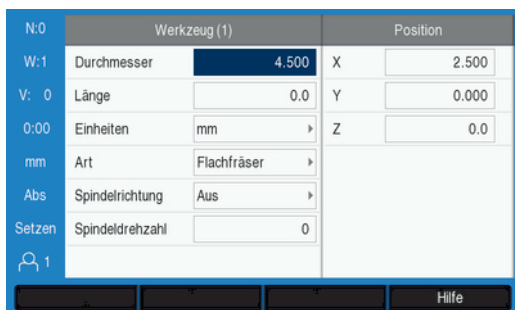 N:0
W:1
V: 0
0:00
mm
Abs
Setzen
1
Werkzeug (1)
Durchmesser 4.500
Länge 0.0
Einheiten mm
Art Flachfräser
Spindelrichtung Aus
Spindeldrehzahl 0
Position
X 2.500
Y 0.000
Z 0.0
Hilfe